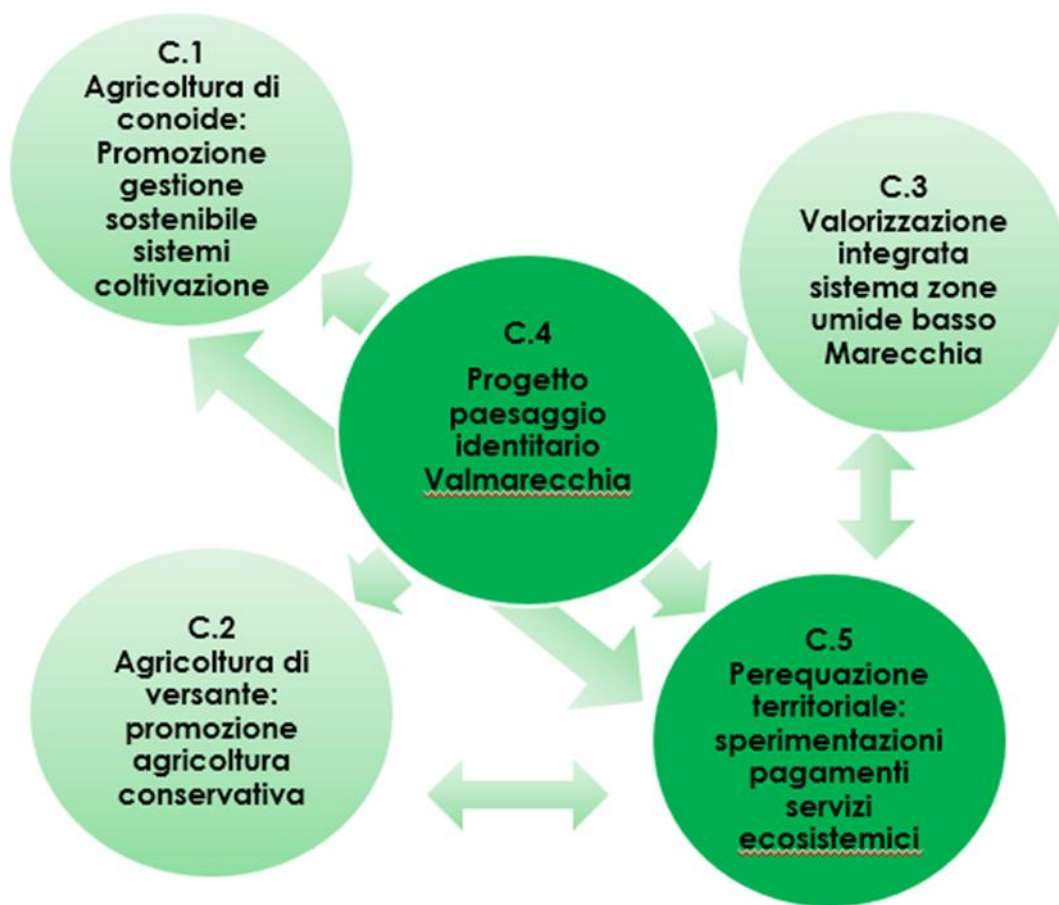 C.1
Agricoltura di
conoide:
Promozione
gestione
sostenibile
sistemi
coltivazione
C.3
Valorizzazione
integrata
sistema zone
umide basso
Marecchia
C.4
Progetto
paesaggio
identitario
Valmarecchia
C.2
Agricoltura di
versante:
promozione
agricoltura
conservativa
C.5
Perequazione
territoriale:
sperimentazioni
pagamenti
servizi
ecosistemici